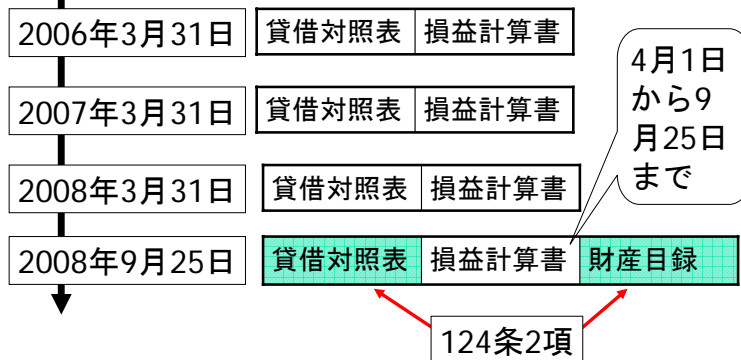 2006年3月31日 貸借対照表 損益計算書
2007年3月31日 貸借対照表 損益計算書
2008年3月31日 貸借対照表 損益計算書
2008年9月25日 貸借対照表 損益計算書 財産目録
4月1日
から9
月25日
まで
124条2項